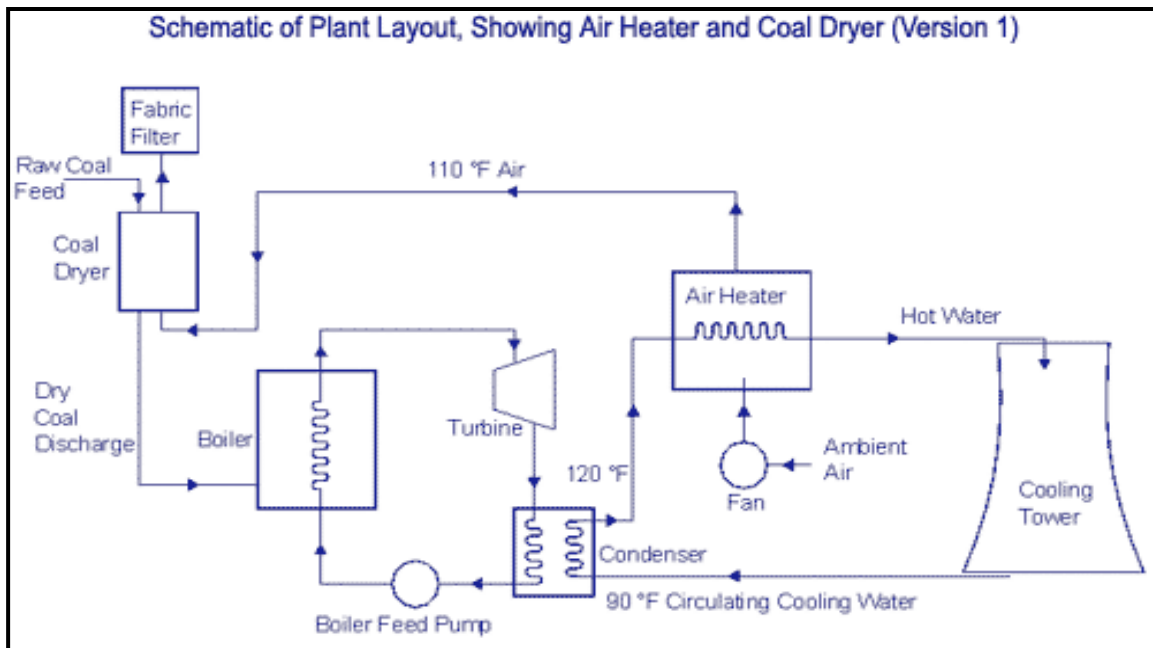 Schematic of Plant Layout, Showing Air Heater and Coal Dryer (Version 1)
Fabric
Filter
Raw Coal
Feed
110 °F Air
Coal
Dryer
Air Heater
Hot Water
Dry
Coal
Discharge
Boiler
Turbine
120 °F
Ambient
Air
Fan
Cooling
Tower
Condenser
90 °F Circulating Cooling Water
Boiler Feed Pump